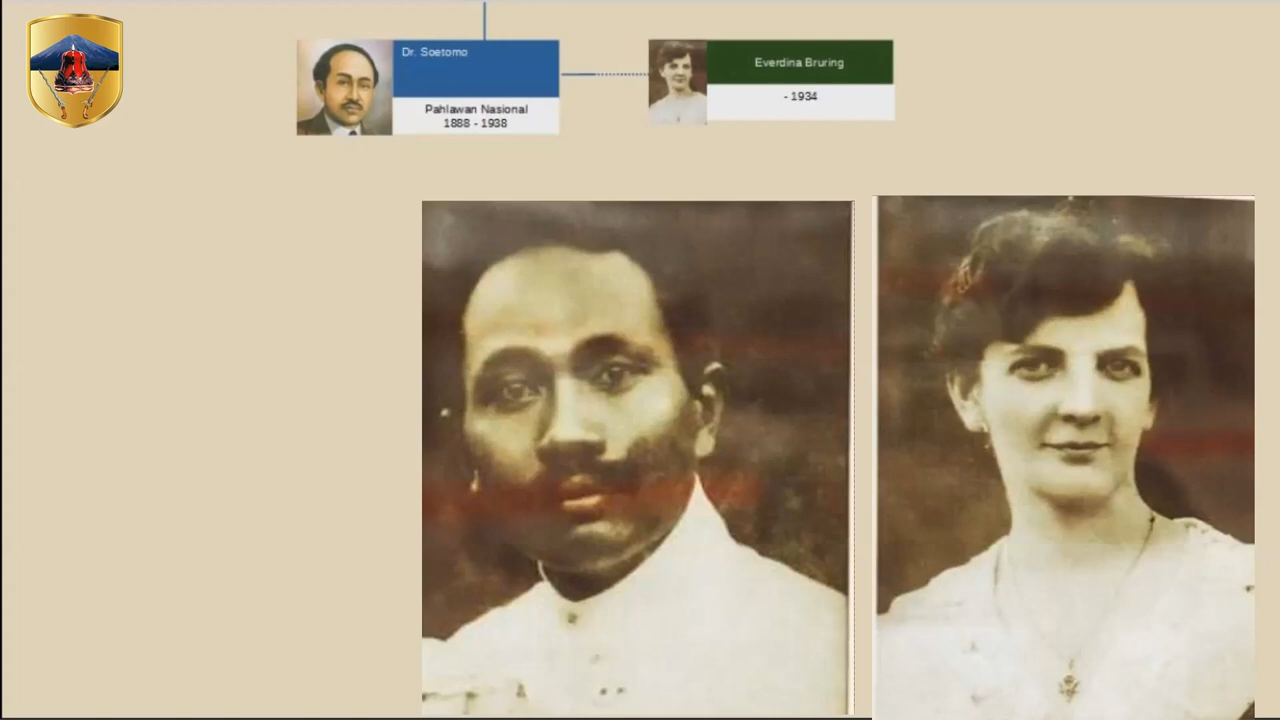 Dr. Soetomo
Pahlawan Nasional
1888 - 1938
Everdina Bruring
- 1934